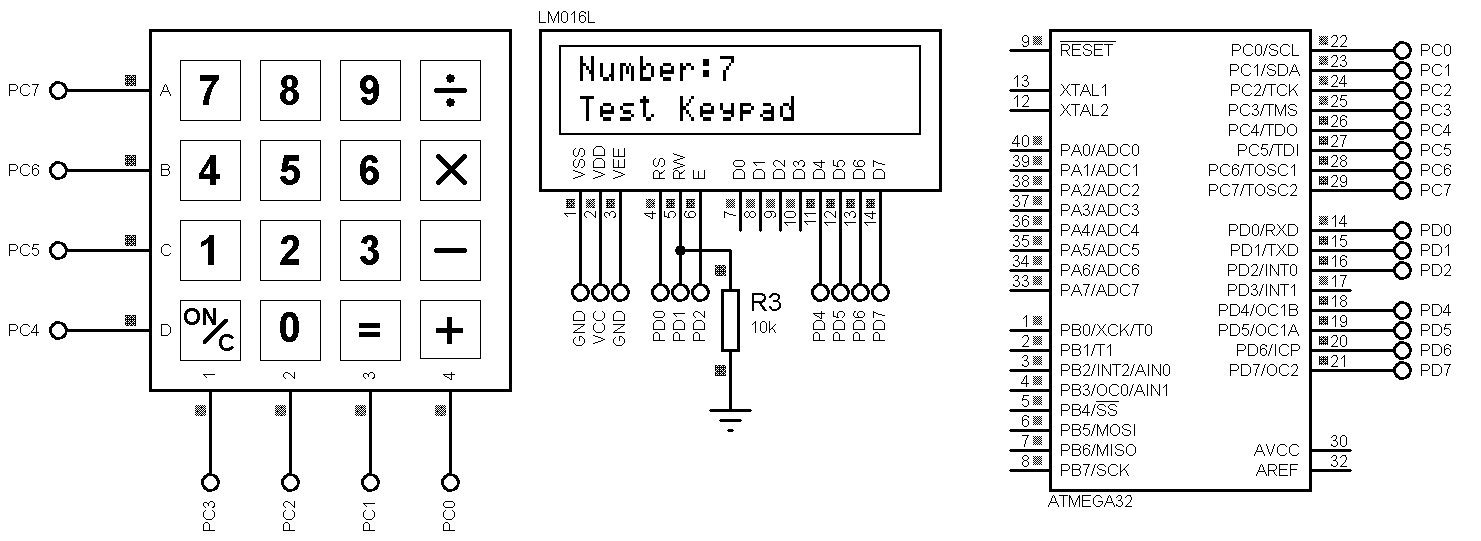 LM016L
PC7 A 7 8 9 ÷
PC6 B 4 5 6 ×
PC5 C 1 2 3 −
PC4 D ON/C 0 = +
1 2 3 4
PC3 PC2 PC1 PC0
Number:7
Test Keypad
VSS VDD VEE RS RW E D0 D1 D2 D3 D4 D5 D6 D7
1 2 3 4 5 6 7 8 9 10 11 12 13 14
GND VCC GND PD0 PD1 PD2 PD4 PD5 PD6 PD7
R3
10k
9 RESET PC0/SCL 22 PC0
PC1/SDA 23 PC1
13 XTAL1 PC2/TCK 24 PC2
12 XTAL2 PC3/TMS 25 PC3
PC4/TDO 26 PC4
40 PA0/ADC0 PC5/TDI 27 PC5
39 PA1/ADC1 PC6/TOSC1 28 PC6
38 PA2/ADC2 PC7/TOSC2 29 PC7
37 PA3/ADC3
36 PA4/ADC4 PD0/RXD 14 PD0
35 PA5/ADC5 PD1/TXD 15 PD1
34 PA6/ADC6 PD2/INT0 16 PD2
33 PA7/ADC7 PD3/INT1 17
PD4/OC1B 18 PD4
1 PB0/XCK/T0 PD5/OC1A 19 PD5
2 PB1/T1 PD6/ICP 20 PD6
3 PB2/INT2/AIN0 PD7/OC2 21 PD7
4 PB3/OC0/AIN1
5 PB4/SS
6 PB5/MOSI
7 PB6/MISO AVCC 30
8 PB7/SCK AREF 32
ATMEGA32